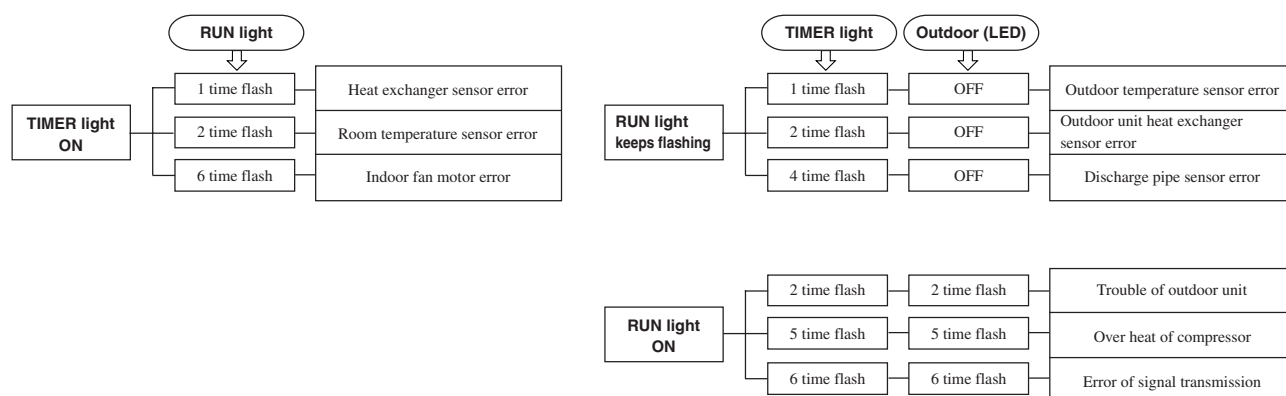 RUN light
TIMER light
ON
1 time flash
Heat exchanger sensor error
2 time flash
Room temperature sensor error
6 time flash
Indoor fan motor error
TIMER light
Outdoor (LED)
RUN light
keeps flashing
1 time flash
OFF
Outdoor temperature sensor error
2 time flash
OFF
Outdoor unit heat exchanger
sensor error
4 time flash
OFF
Discharge pipe sensor error
RUN light
ON
2 time flash
2 time flash
Trouble of outdoor unit
5 time flash
5 time flash
Over heat of compressor
6 time flash
6 time flash
Error of signal transmission